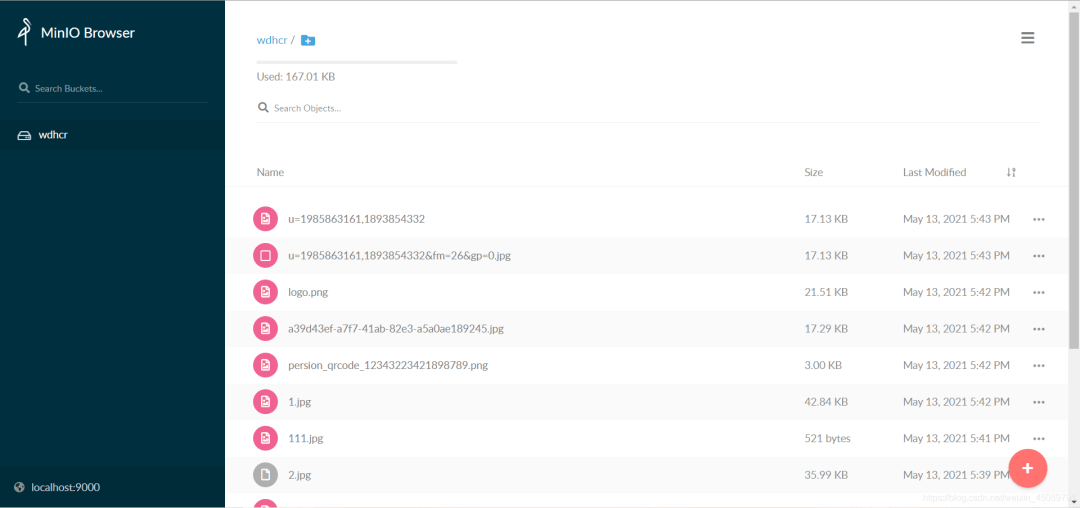 MinIO Browser
Search Buckets...
wdhcr
localhost:9000
wdhcr /
Used: 167.01 KB
Search Objects...
Name Size Last Modified
u=1985863161,1893854332 17.13 KB May 13, 2021 5:43 PM
u=1985863161,1893854332&fm=26&gp=0.jpg 17.13 KB May 13, 2021 5:43 PM
logo.png 21.51 KB May 13, 2021 5:42 PM
a39d43ef-a7f7-41ab-82e3-a5a0ae189245.jpg 17.29 KB May 13, 2021 5:42 PM
persion_qrcode_12343223421898789.png 3.00 KB May 13, 2021 5:42 PM
1.jpg 42.84 KB May 13, 2021 5:42 PM
111.jpg 521 bytes May 13, 2021 5:41 PM
2.jpg 35.99 KB May 13, 2021 5:39 PM